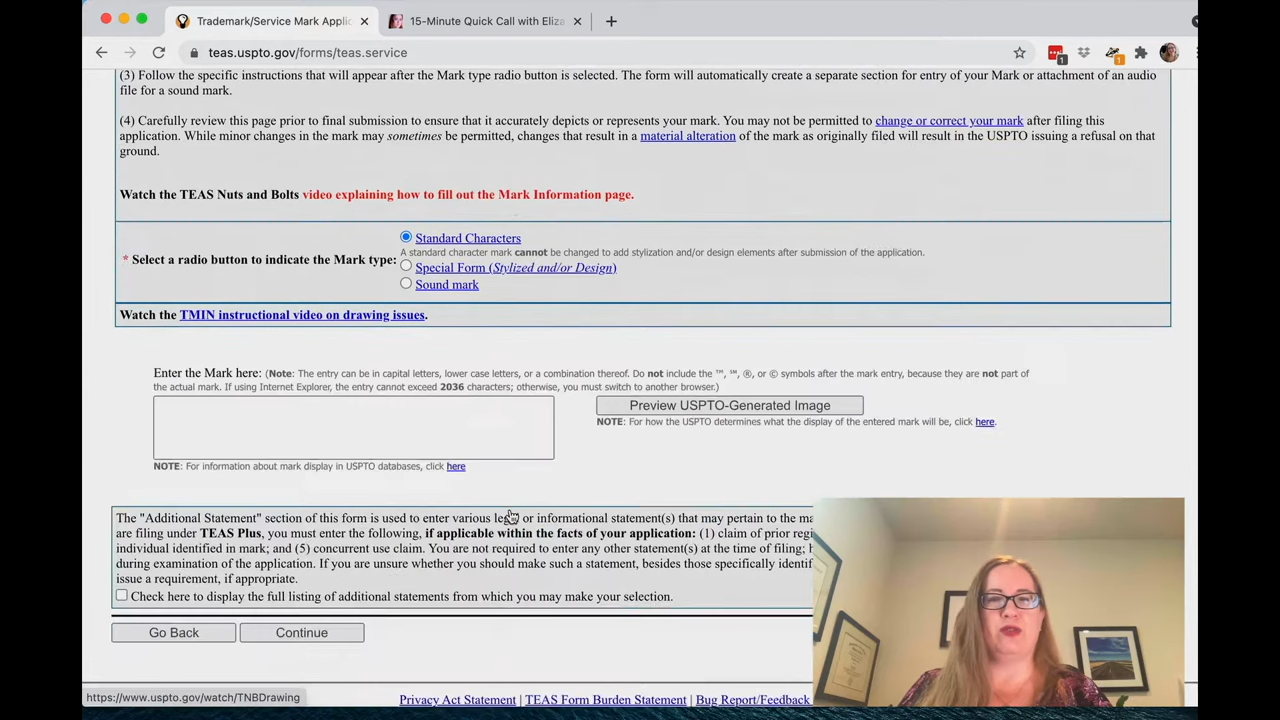 Trademark/Service Mark Applic
15-Minute Quick Call with Eliza
teas.uspto.gov/forms/teas.service
1
1
(3) Follow the specific instructions that will appear after the Mark type radio button is selected. The form will automatically create a separate section for entry of your Mark or attachment of an audio
file for a sound mark.
(4) Carefully review this page prior to final submission to ensure that it accurately depicts or represents your mark. You may not be permitted to change or correct your mark after filing this
application. While minor changes in the mark may sometimes be permitted, changes that result in a material alteration of the mark as originally filed will result in the USPTO issuing a refusal on that
ground.
Watch the TEAS Nuts and Bolts video explaining how to fill out the Mark Information page.
Standard Characters
A standard character mark cannot be changed to add stylization and/or design elements after submission of the application.
* Select a radio button to indicate the Mark type:
Special Form (Stylized and/or Design)
Sound mark
Watch the TMIN instructional video on drawing issues.
Enter the Mark here: (Note: The entry can be in capital letters, lower case letters, or a combination thereof. Do not include the ™, ℠, ®, or © symbols after the mark entry, because they are not part of
the actual mark. If using Internet Explorer, the entry cannot exceed 2036 characters; otherwise, you must switch to another browser.)
Preview USPTO-Generated Image
NOTE: For how the USPTO determines what the display of the entered mark will be, click here.
NOTE: For information about mark display in USPTO databases, click here
The "Additional Statement" section of this form is used to enter various legal or informational statement(s) that may pertain to the ma
are filing under TEAS Plus, you must enter the following, if applicable within the facts of your application: (1) claim of prior regi
individual identified in mark; and (5) concurrent use claim. You are not required to enter any other statement(s) at the time of filing; h
during examination of the application. If you are unsure whether you should make such a statement, besides those specifically identif
issue a requirement, if appropriate.
Check here to display the full listing of additional statements from which you may make your selection.
Go Back
Continue
https://www.uspto.gov/watch/TNBDrawing
Privacy Act Statement | TEAS Form Burden Statement | Bug Report/Feedback